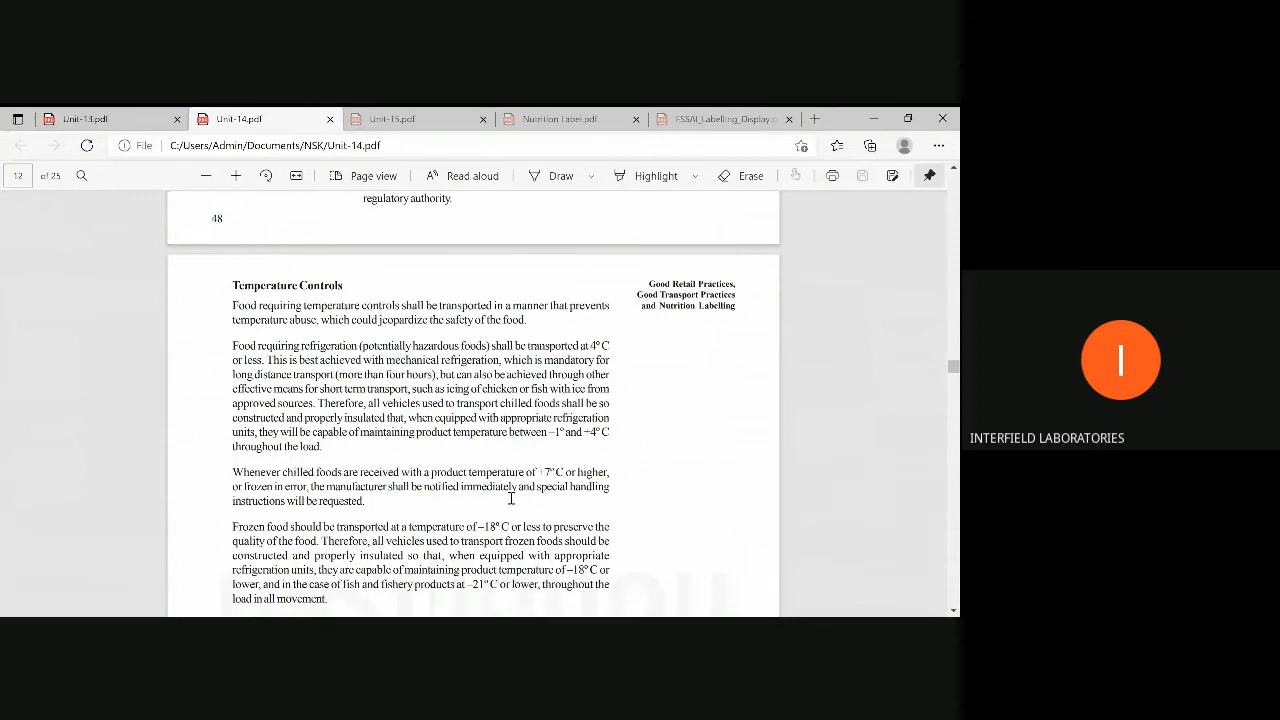 Unit-13.pdf
Unit-14.pdf
Unit-15.pdf
Nutrition Label.pdf
FSSAI_Labelling_Display.p
File
C:/Users/Admin/Documents/NSK/Unit-14.pdf
12
of 25
Page view
Read aloud
Draw
Highlight
Erase
regulatory authority.
48
Temperature Controls
Good Retail Practices,
Good Transport Practices
and Nutrition Labelling
Food requiring temperature controls shall be transported in a manner that prevents
temperature abuse, which could jeopardize the safety of the food.
Food requiring refrigeration (potentially hazardous foods) shall be transported at 4° C
or less. This is best achieved with mechanical refrigeration, which is mandatory for
long distance transport (more than four hours), but can also be achieved through other
effective means for short term transport, such as icing of chicken or fish with ice from
approved sources. Therefore, all vehicles used to transport chilled foods shall be so
constructed and properly insulated that, when equipped with appropriate refrigeration
units, they will be capable of maintaining product temperature between –1° and +4° C
throughout the load.
Whenever chilled foods are received with a product temperature of +7° C or higher,
or frozen in error, the manufacturer shall be notified immediately and special handling
instructions will be requested.
Frozen food should be transported at a temperature of –18° C or less to preserve the
quality of the food. Therefore, all vehicles used to transport frozen foods should be
constructed and properly insulated so that, when equipped with appropriate
refrigeration units, they are capable of maintaining product temperature of –18° C or
lower, and in the case of fish and fishery products at –21° C or lower, throughout the
load in all movement.
I
INTERFIELD LABORATORIES